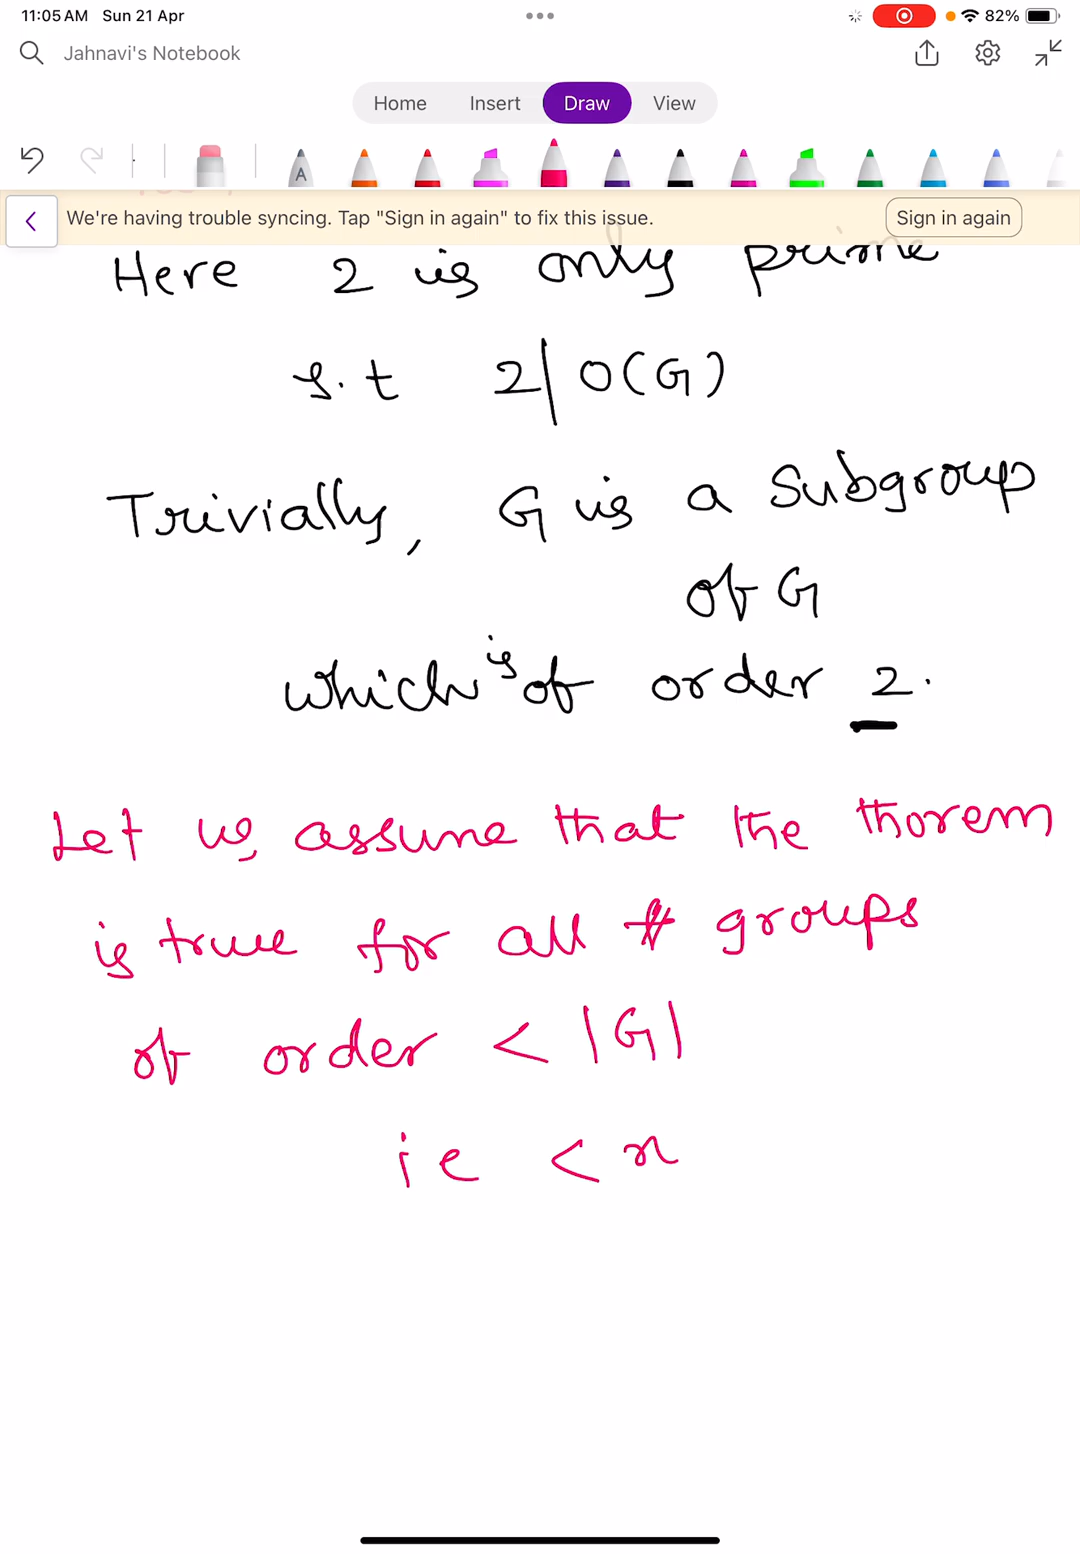 11:05 AM Sun 21 Apr
82%
Jahnavi's Notebook
Home Insert Draw View
A
We're having trouble syncing. Tap "Sign in again" to fix this issue.
Sign in again
Here 2 is only prime
s.t 2|O(G)
Trivially, G is a Subgroup
of G
which is of order 2.
Let us assume that the thorem
is true for all # groups
of order < |G|
ie < n